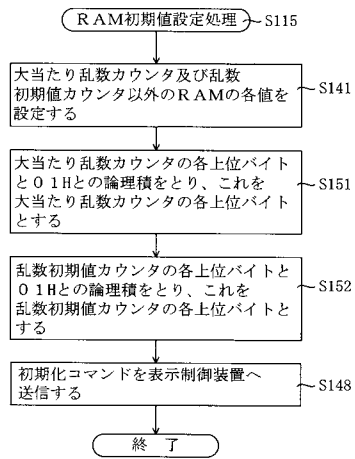 RAM初期値設定処理
S115
大当たり乱数カウンタ及び乱数
初期値カウンタ以外のRAMの各値を
設定する
S141
大当たり乱数カウンタの各上位バイト
と01Hとの論理積をとり、これを
大当たり乱数カウンタの各上位バイト
とする
S151
乱数初期値カウンタの各上位バイトと
01Hとの論理積をとり、これを
乱数初期値カウンタの各上位バイトと
する
S152
初期化コマンドを表示制御装置へ
送信する
S148
終 了